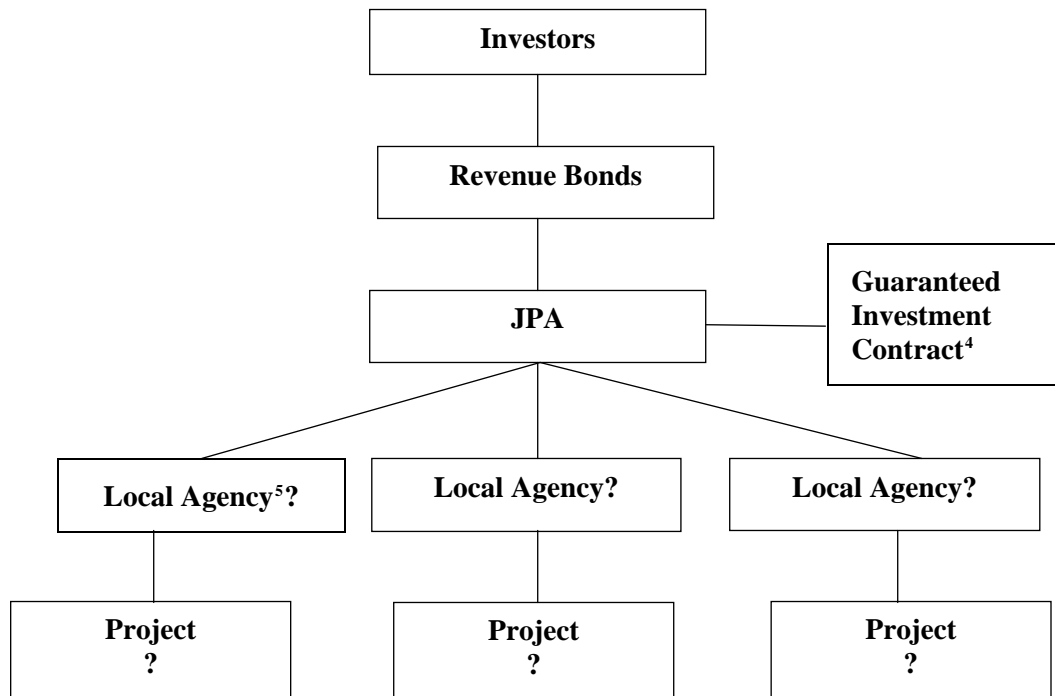 Investors
Revenue Bonds
Guaranteed
Investment
Contract⁴
JPA
Local Agency⁵?
Local Agency?
Local Agency?
Project
?
Project
?
Project
?